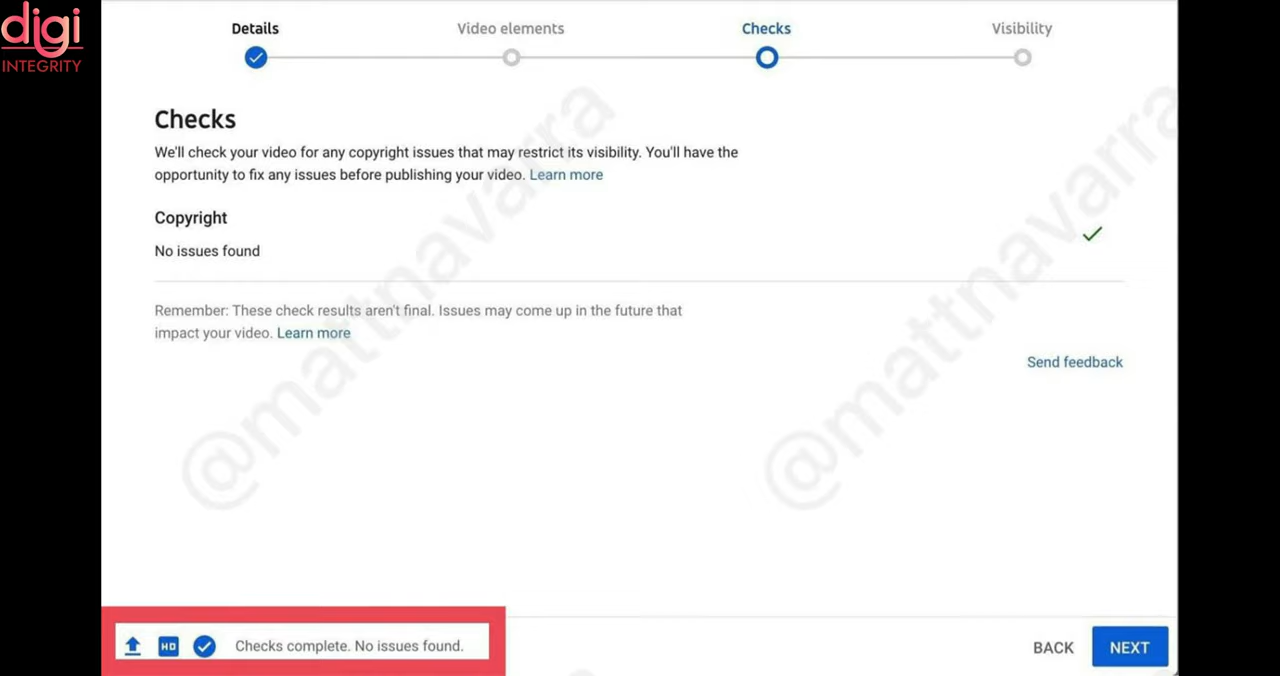 digi
INTEGRITY
Details
Video elements
Checks
Visibility
Checks
We'll check your video for any copyright issues that may restrict its visibility. You'll have the
opportunity to fix any issues before publishing your video. Learn more
Copyright
No issues found
Remember: These check results aren't final. Issues may come up in the future that
impact your video. Learn more
Send feedback
@mattnavarra
@mattnavarra
HD
Checks complete. No issues found.
BACK
NEXT